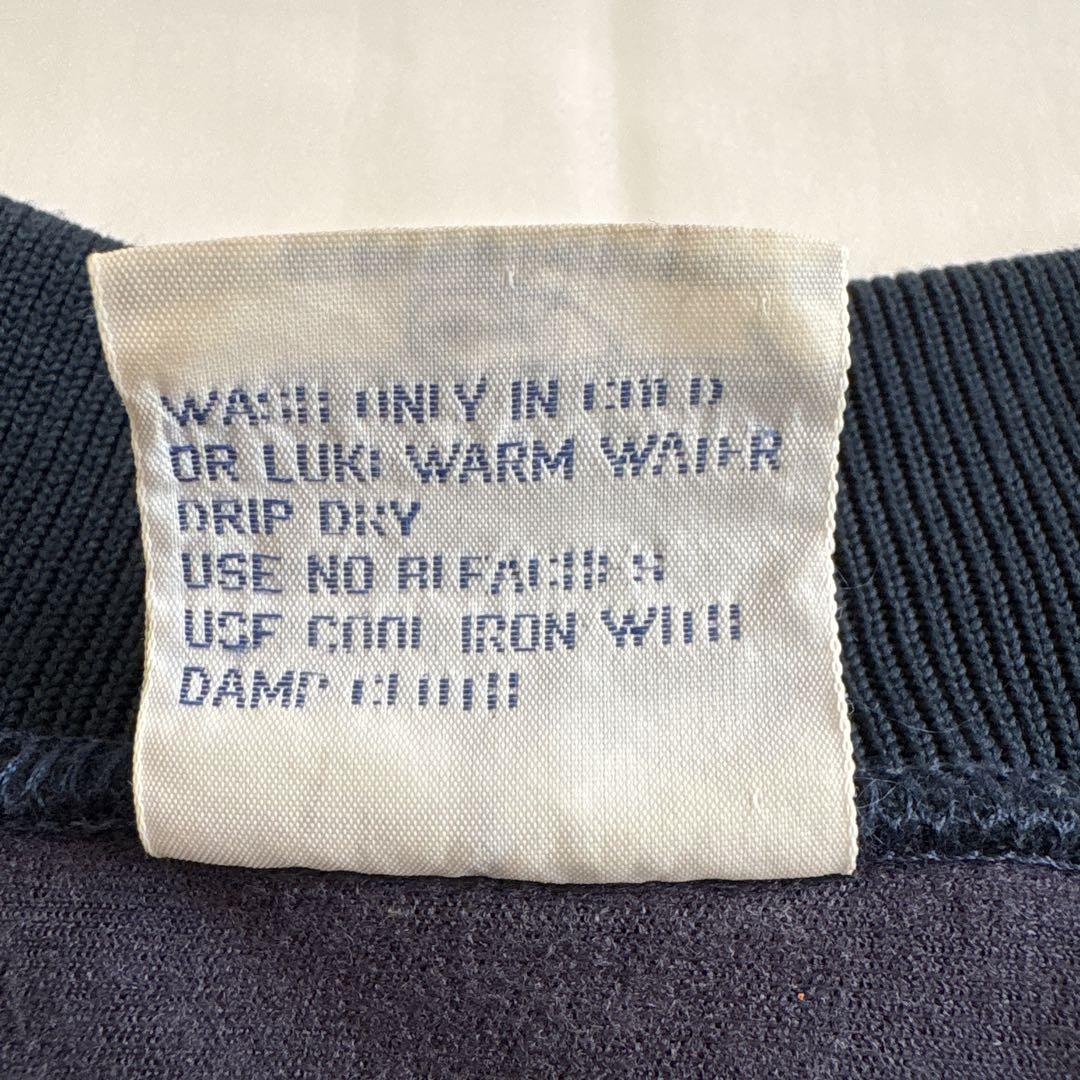 WASH ONLY IN COLD
OR LUKE WARM WATER
DRIP DRY
USE NO BLEACHES
USE COOL IRON WITH
DAMP CLOTH